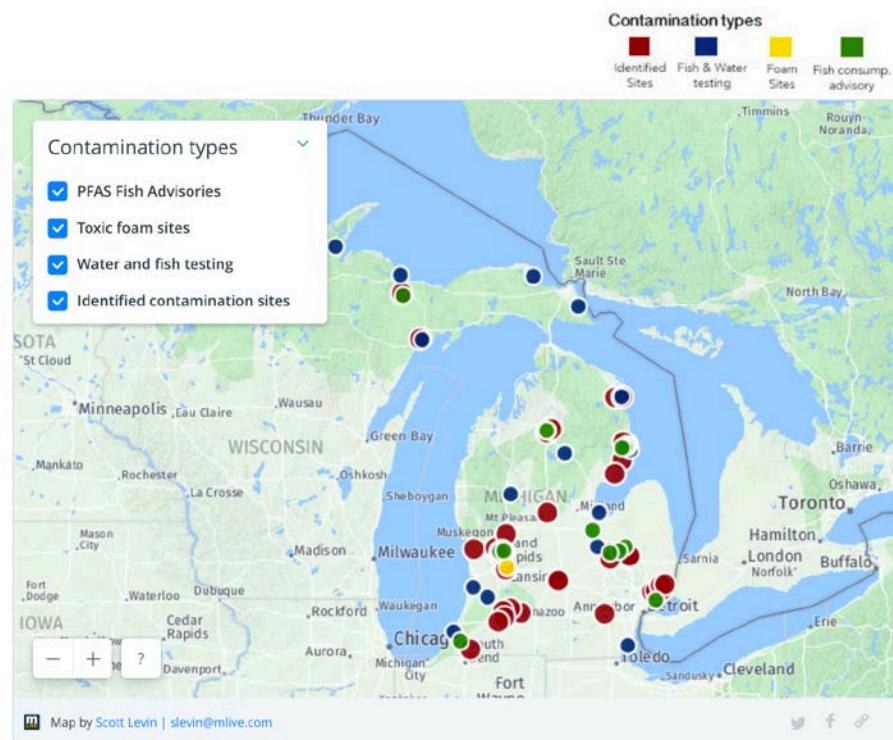 Contamination types
Identified Sites
Fish & Water testing
Foam Sites
Fish consump. advisory
Thunder Bay
Timmins
Rouyn-
Noranda
Contamination types
PFAS Fish Advisories
Toxic foam sites
Water and fish testing
Identified contamination sites
Sault Ste
Marie
North Bay
SOTA
St Cloud
Minneapolis
Eau Claire
Wausau
Green Bay
Barrie
WISCONSIN
Mankato
Rochester
Oshkosh
Oshawa
La Crosse
Sheboygan
MICHIGAN
Midland
Toronto
Mt Pleasant
Mason
City
Muskegon
Hamilton
Madison
Milwaukee
Sarnia
London
Buffalo
Norfolk
Fort
Dodge
Waterloo
Dubuque
Rockford
Waukegan
Detroit
IOWA
Cedar
Rapids
Erie
Chicago
Aurora
Davenport
Michigan
City
Toledo
Sandusky
Cleveland
Fort
− + ?
m
Map by Scott Levin | slevin@mlive.com